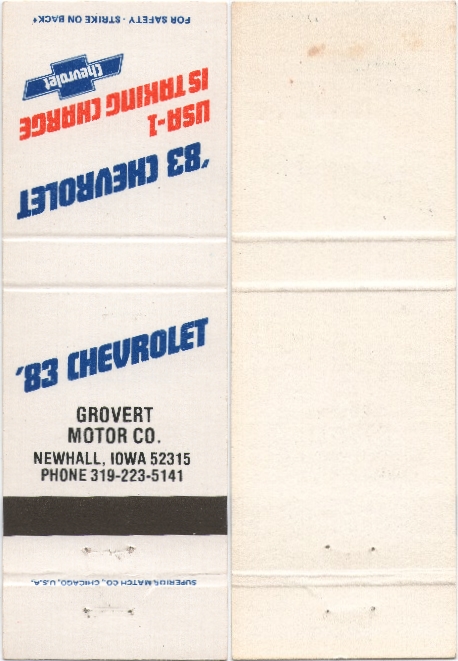 FOR SAFETY - STRIKE ON BACK*
Chevrolet
IS TAKING CHARGE
USA-1
'83 CHEVROLET
'83 CHEVROLET
GROVERT
MOTOR CO.
NEWHALL, IOWA 52315
PHONE 319-223-5141
SUPERIOR MATCH CO., CHICAGO, U.S.A.